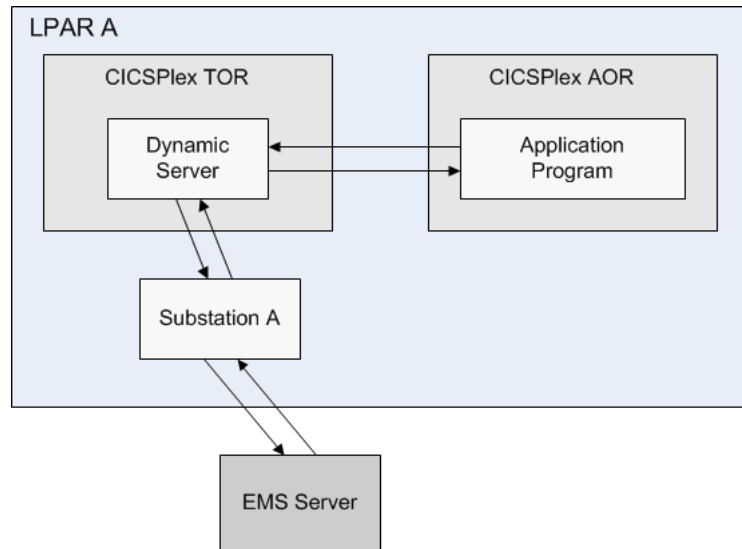 LPAR A
CICSPlex TOR
CICSPlex AOR
Dynamic
Server
Application
Program
Substation A
EMS Server